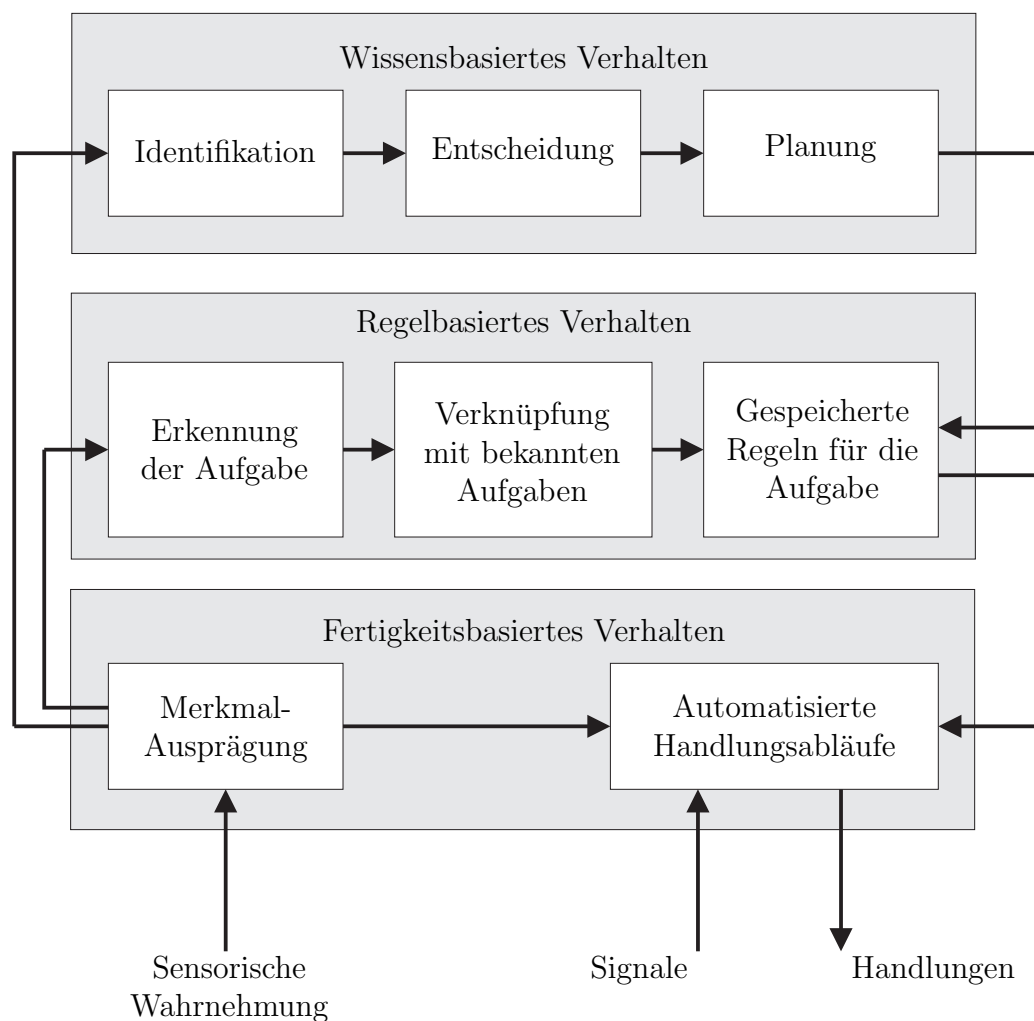 Wissensbasiertes Verhalten
Identifikation
Entscheidung
Planung
Regelbasiertes Verhalten
Erkennung
der Aufgabe
Verknüpfung
mit bekannten
Aufgaben
Gespeicherte
Regeln für die
Aufgabe
Fertigkeitsbasiertes Verhalten
Merkmal-
Ausprägung
Automatisierte
Handlungsabläufe
Sensorische
Wahrnehmung
Signale
Handlungen